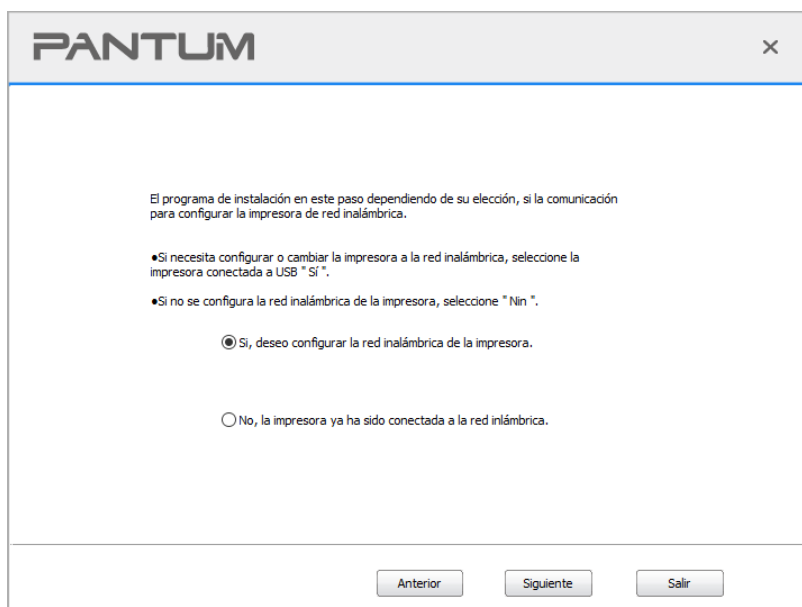 PANTUM
El programa de instalación en este paso dependiendo de su elección, si la comunicación
para configurar la impresora de red inalámbrica.
●Si necesita configurar o cambiar la impresora a la red inalámbrica, seleccione la
impresora conectada a USB " Sí ".
●Si no se configura la red inalámbrica de la impresora, seleccione " Nin ".
Si, deseo configurar la red inalámbrica de la impresora.
No, la impresora ya ha sido conectada a la red inlámbrica.
Anterior
Siguiente
Salir